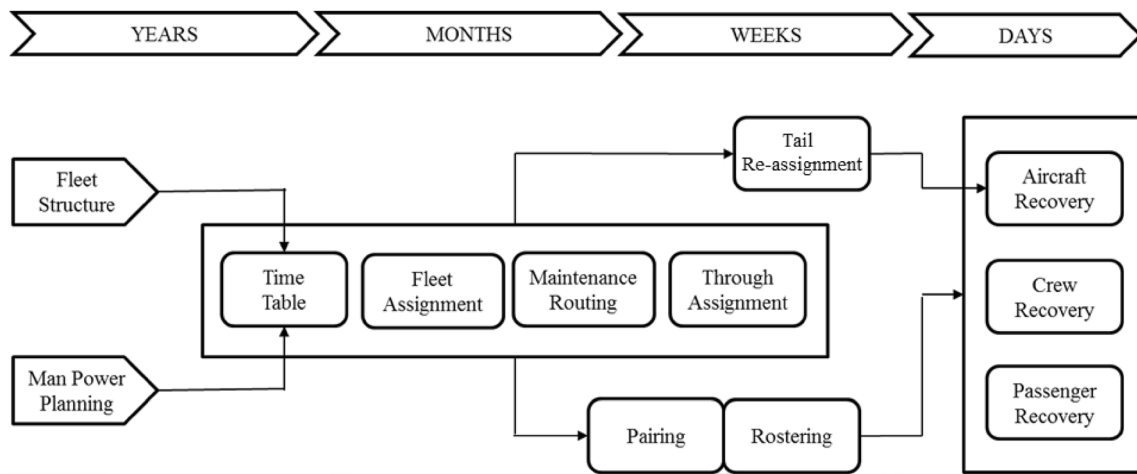 YEARS
MONTHS
WEEKS
DAYS
Fleet
Structure
Man Power
Planning
Time
Table
Fleet
Assignment
Maintenance
Routing
Through
Assignment
Tail
Re-assignment
Pairing
Rostering
Aircraft
Recovery
Crew
Recovery
Passenger
Recovery